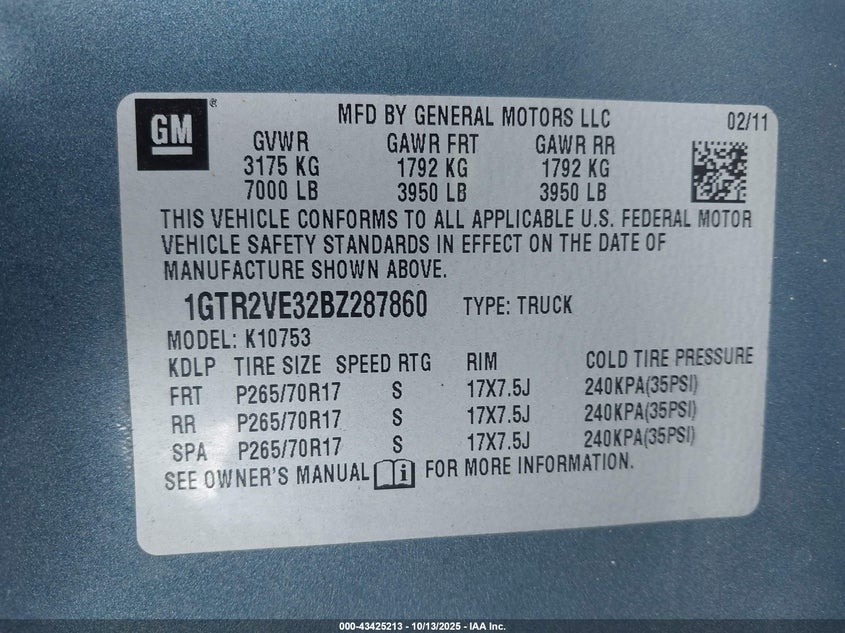 GM®
MFD BY GENERAL MOTORS LLC 02/11
GVWR GAWR FRT GAWR RR
3175 KG 1792 KG 1792 KG
7000 LB 3950 LB 3950 LB
THIS VEHICLE CONFORMS TO ALL APPLICABLE U.S. FEDERAL MOTOR
VEHICLE SAFETY STANDARDS IN EFFECT ON THE DATE OF
MANUFACTURE SHOWN ABOVE.
1GTR2VE32BZ287860 TYPE: TRUCK
MODEL: K10753
KDLP TIRE SIZE SPEED RTG RIM COLD TIRE PRESSURE
FRT P265/70R17 S 17X7.5J 240KPA(35PSI)
RR P265/70R17 S 17X7.5J 240KPA(35PSI)
SPA P265/70R17 S 17X7.5J 240KPA(35PSI)
SEE OWNER'S MANUAL i FOR MORE INFORMATION.
000-43425213 - 10/13/2025 - IAA Inc.